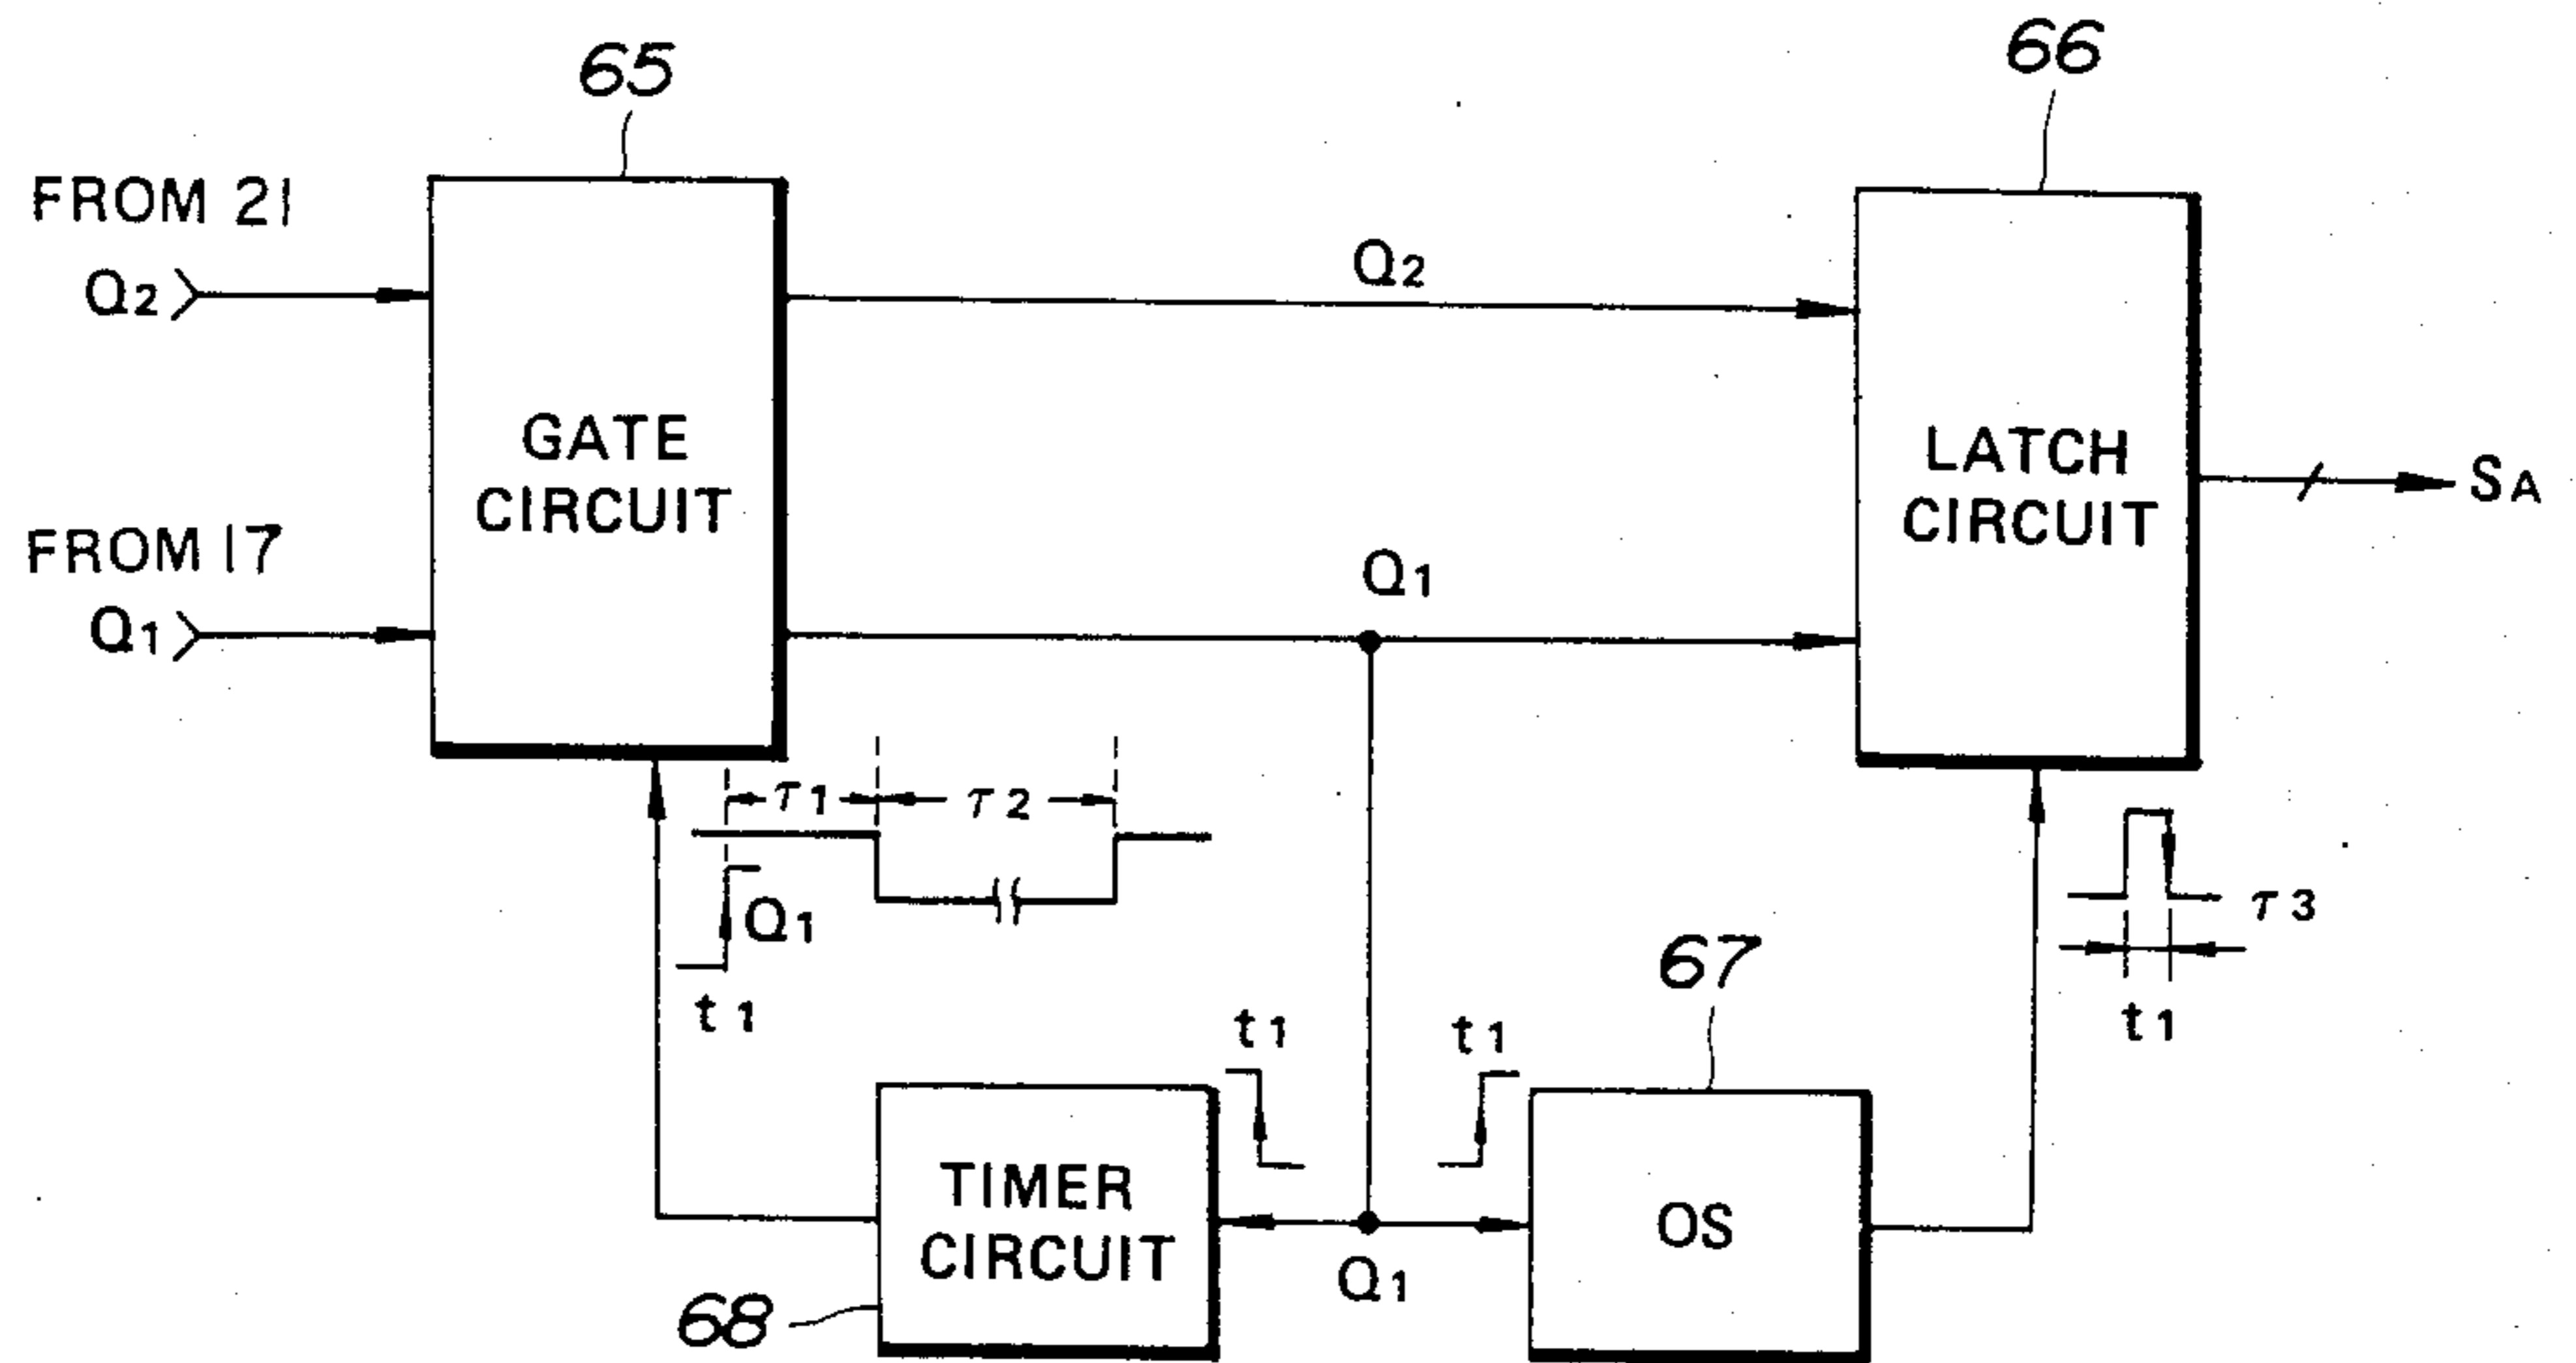 65
66
FROM 21
Q2
Q2
GATE
CIRCUIT
LATCH
CIRCUIT
SA
FROM 17
Q1
Q1
τ1
τ2
Q1
t1
τ3
t1
67
t1
t1
TIMER
CIRCUIT
OS
Q1
68